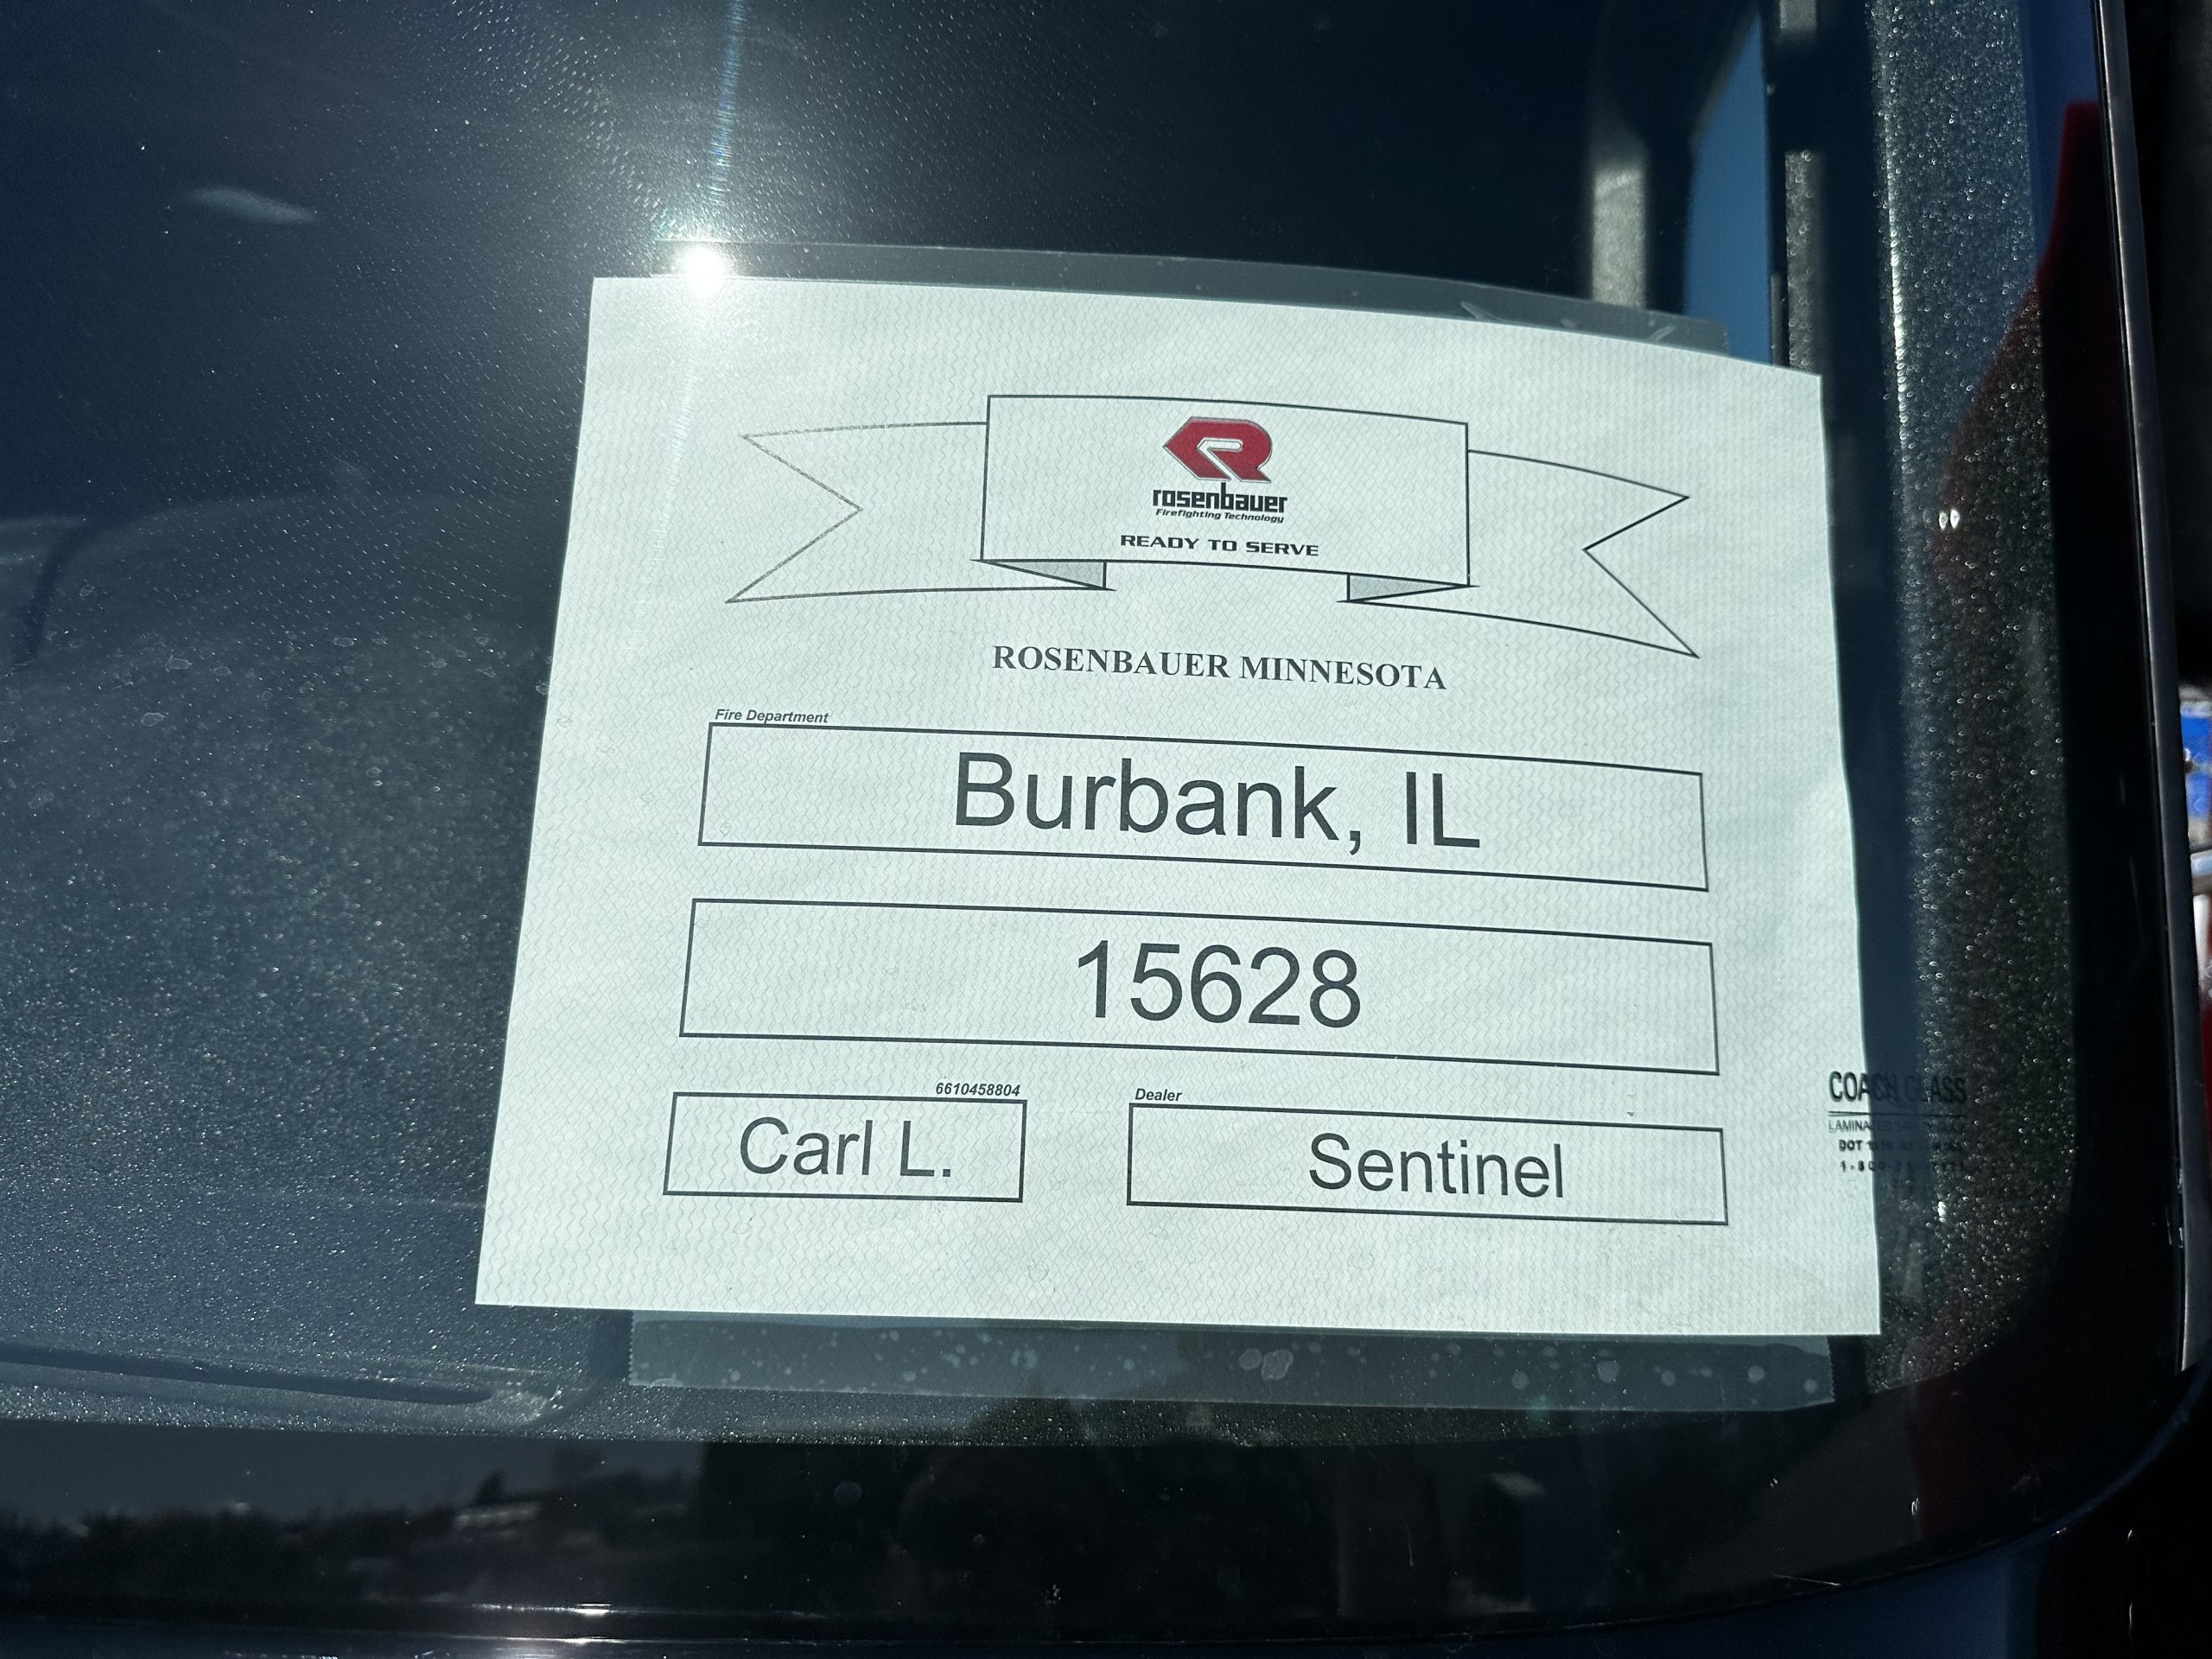 rosenbauer
Firefighting Technology
READY TO SERVE
ROSENBAUER MINNESOTA
Fire Department
Burbank, IL
15628
6610458804
Carl L.
Dealer
Sentinel
COACH GLASS
DOT